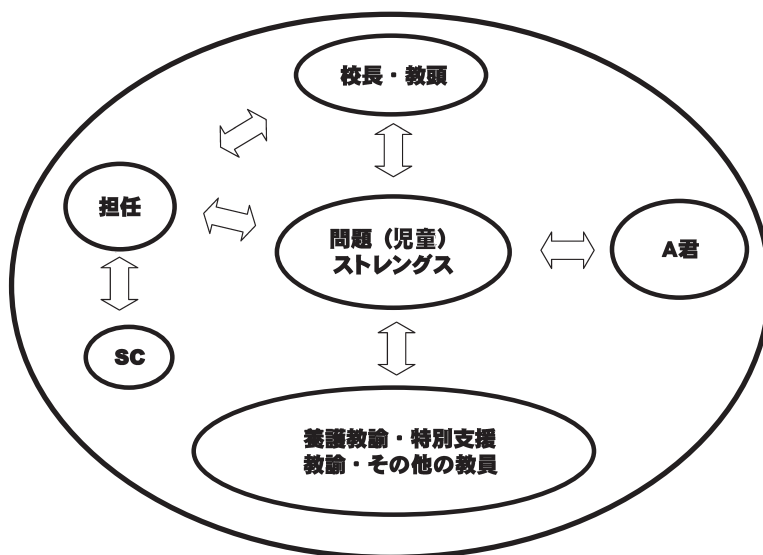 校長・教頭
担任
問題（児童）
ストレングス
A君
SC
養護教諭・特別支援
教諭・その他の教員